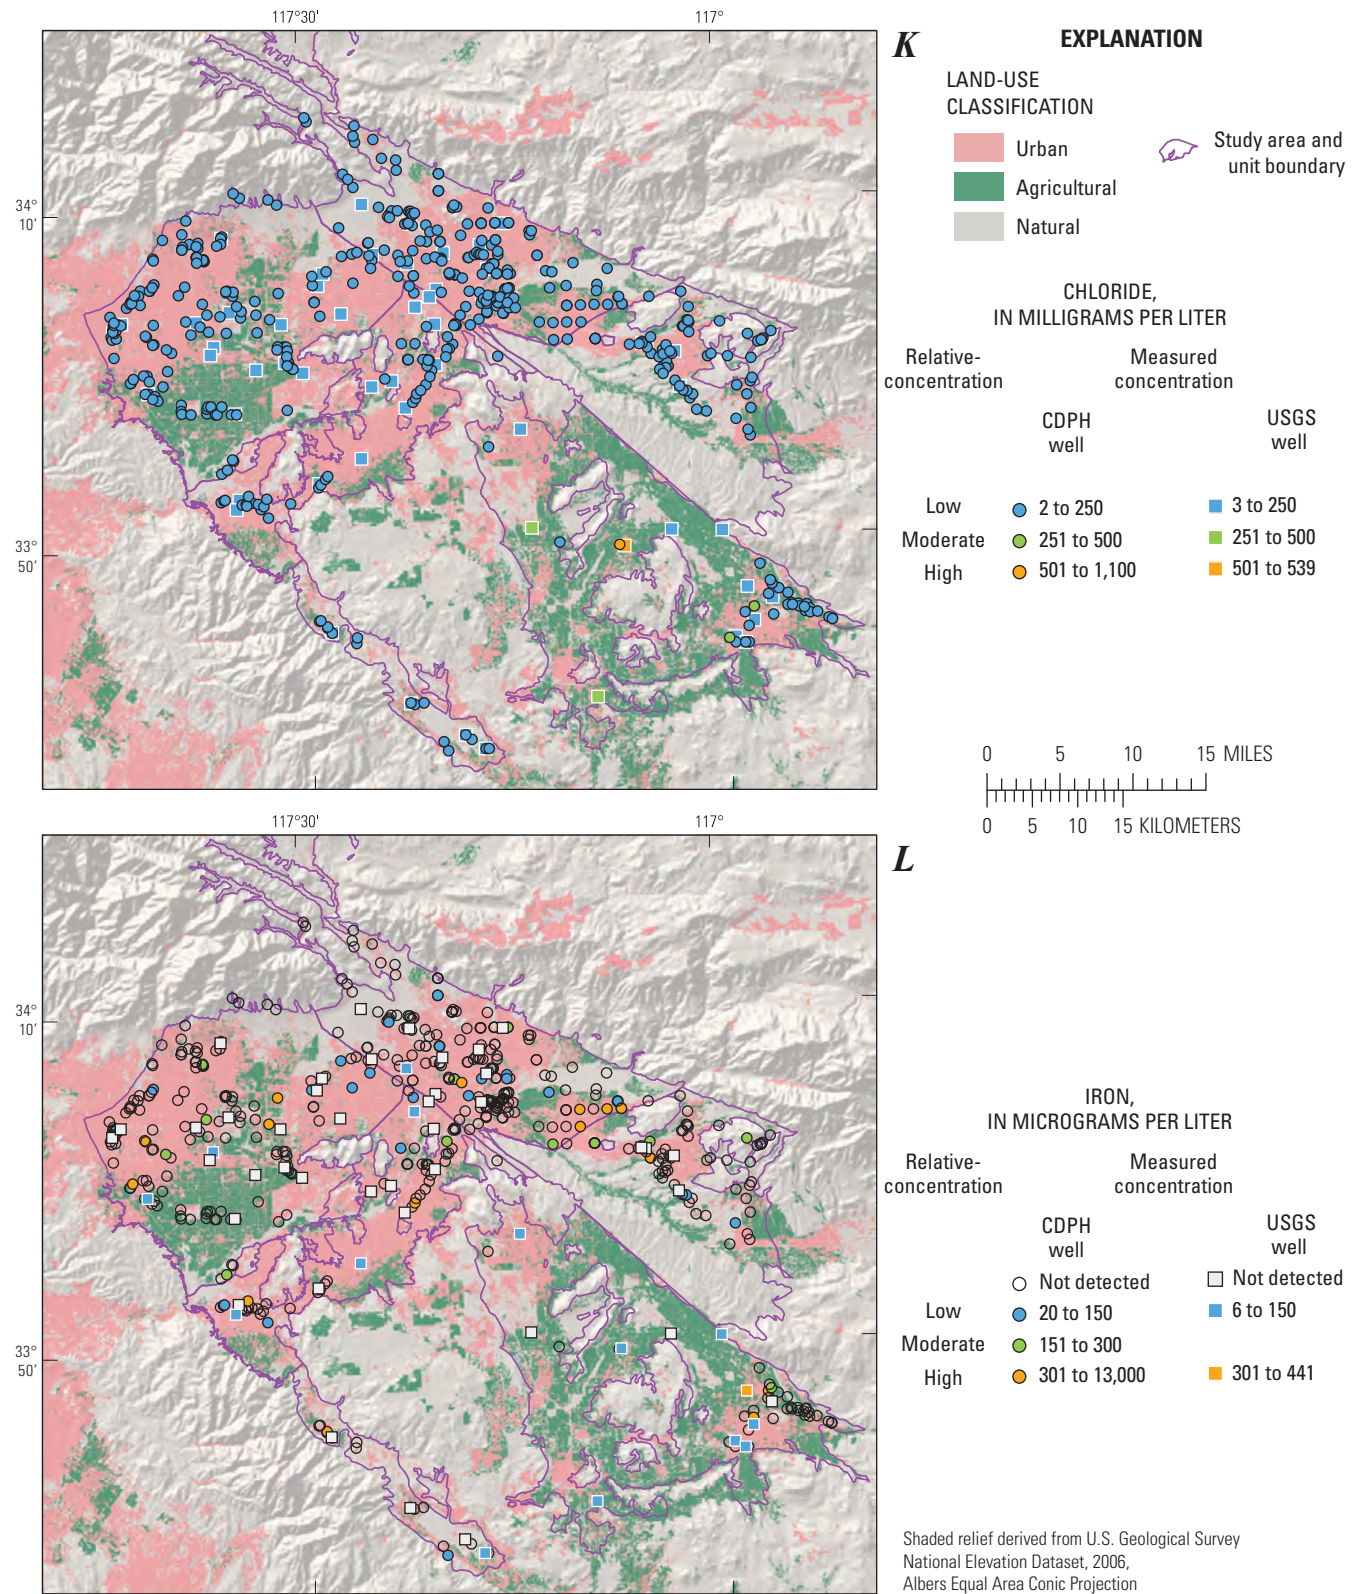 117°30'
117°
34°
10'
33°
50'
K
EXPLANATION
LAND-USE
CLASSIFICATION
Urban
Agricultural
Natural
Study area and
unit boundary
CHLORIDE,
IN MILLIGRAMS PER LITER
Relative-
concentration
Measured
concentration
CDPH
well
USGS
well
Low 2 to 250 3 to 250
Moderate 251 to 500 251 to 500
High 501 to 1,100 501 to 539
0 5 10 15 MILES
0 5 10 15 KILOMETERS
117°30'
117°
34°
10'
33°
50'
L
IRON,
IN MICROGRAMS PER LITER
Relative-
concentration
Measured
concentration
CDPH
well
USGS
well
Not detected Not detected
Low 20 to 150 6 to 150
Moderate 151 to 300
High 301 to 13,000 301 to 441
Shaded relief derived from U.S. Geological Survey
National Elevation Dataset, 2006,
Albers Equal Area Conic Projection